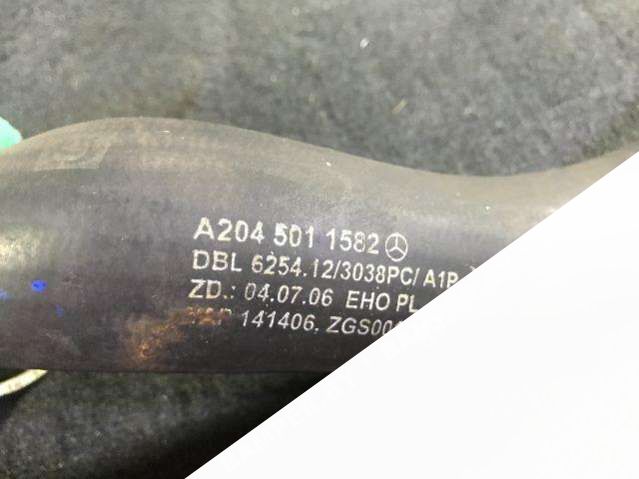 A204 501 1582
DBL 6254.12/3038PC/ A1P
ZD.: 04.07.06 EHO PL
141406, ZGS00